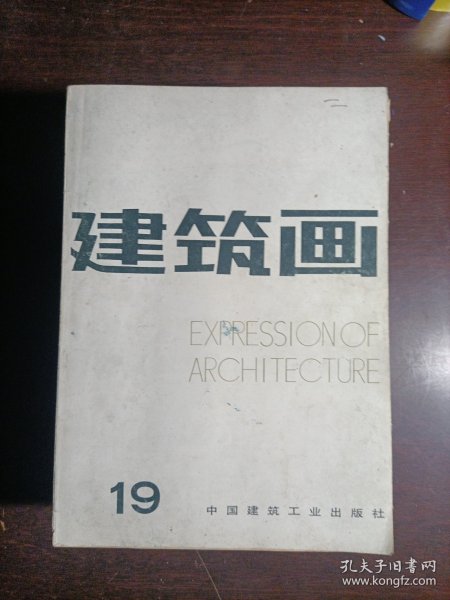 建筑画
EXPRESSION OF
ARCHITECTURE
19
中国建筑工业出版社
孔夫子旧书网
www.kongfz.com